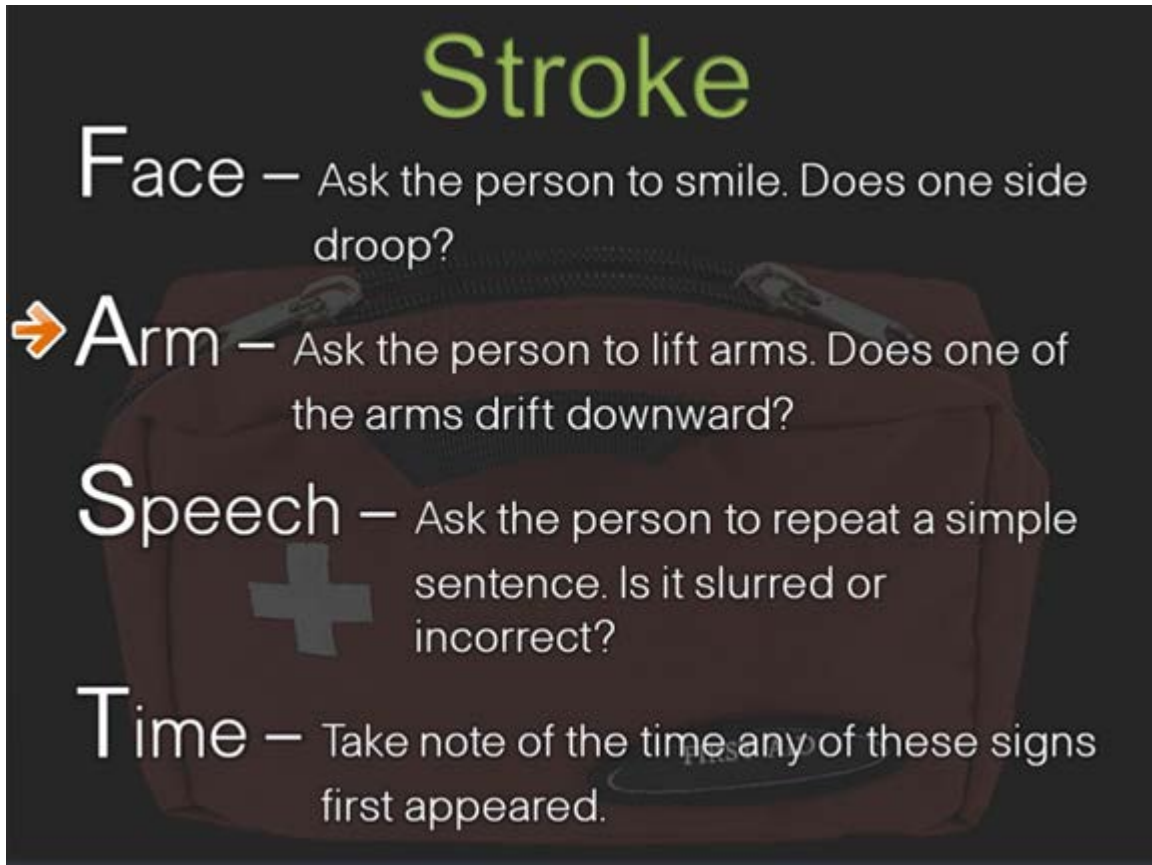 Stroke
Face – Ask the person to smile. Does one side
droop?
Arm – Ask the person to lift arms. Does one of
the arms drift downward?
Speech – Ask the person to repeat a simple
sentence. Is it slurred or
incorrect?
Time – Take note of the time any of these signs
first appeared.
FIRST AID